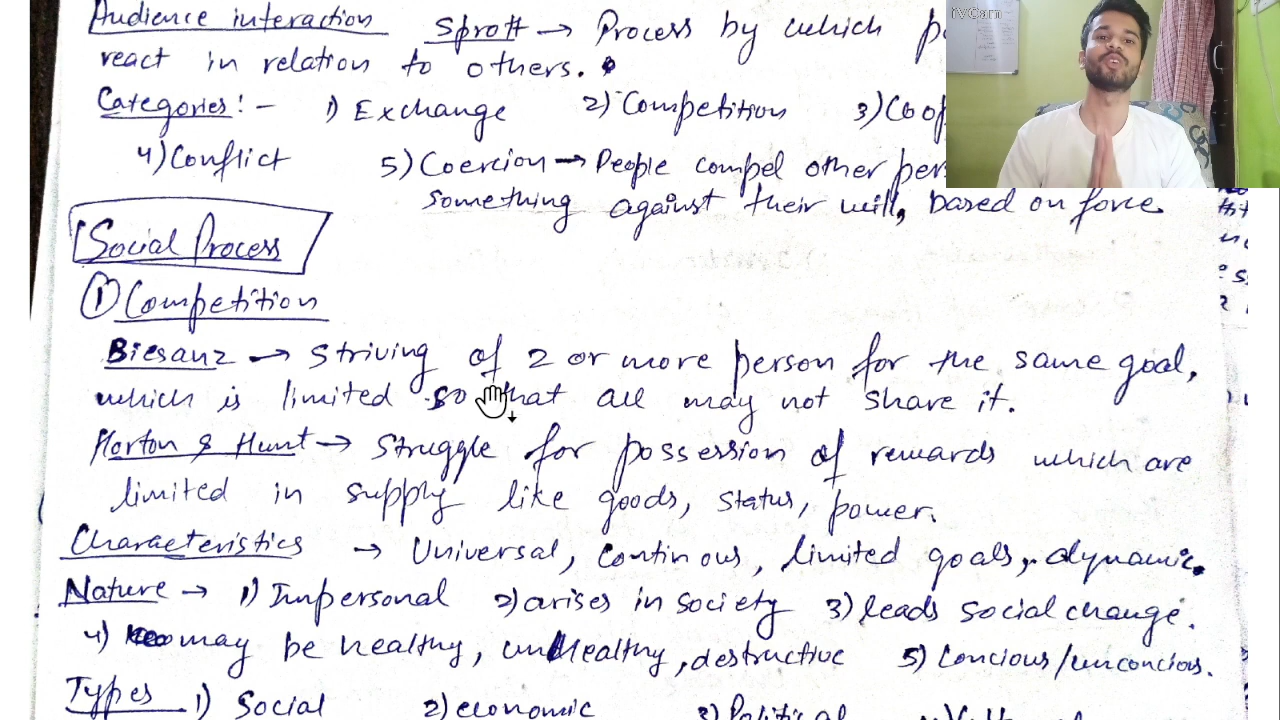 Audience interaction Sprott → Process by which
react in relation to others.
Categories:- 1) Exchange 2) Competition 3)
4) Conflict 5) Coercion → People compel other
something against their will, based on force.
Social Process
① Competition
Biesanz → Striving of 2 or more person for the same goal,
which is limited so that all may not share it.
Horton & Hunt → Struggle for possession of rewards which are
limited in supply like goods, status, power.
Characteristics → Universal, continous, limited goals, dynamic.
Nature → 1) Impersonal 2) arises in society 3) leads social change.
4) may be healthy, unhealthy, destructive 5) Concious/unconcious.
Types 1) Social 2) economic 3) Political
iVCam